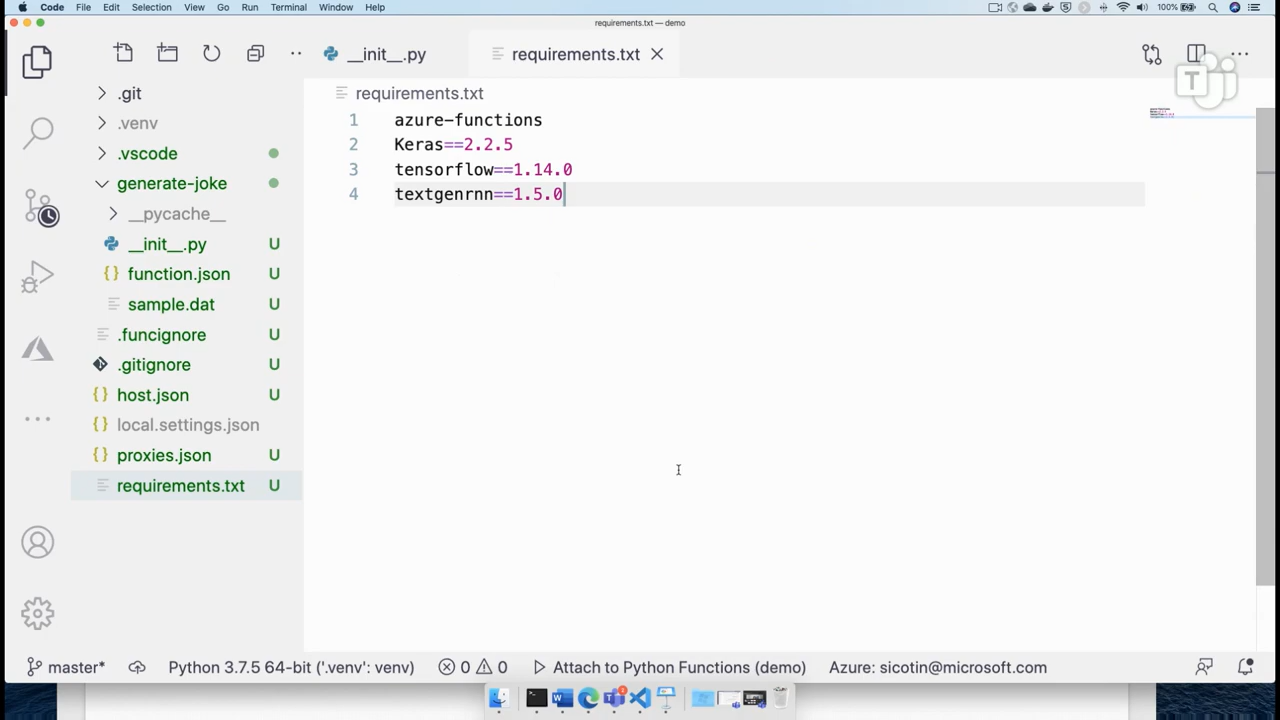 Code File Edit Selection View Go Run Terminal Window Help 100%
requirements.txt — demo
__init__.py requirements.txt
T
.git
.venv
.vscode
generate-joke
__pycache__
__init__.py U
function.json U
sample.dat U
.funcignore U
.gitignore U
host.json U
local.settings.json
proxies.json U
requirements.txt U
requirements.txt
1 azure-functions
2 Keras==2.2.5
3 tensorflow==1.14.0
4 textgenrnn==1.5.0
master* Python 3.7.5 64-bit ('.venv': venv) 0 0 Attach to Python Functions (demo) Azure: sicotin@microsoft.com